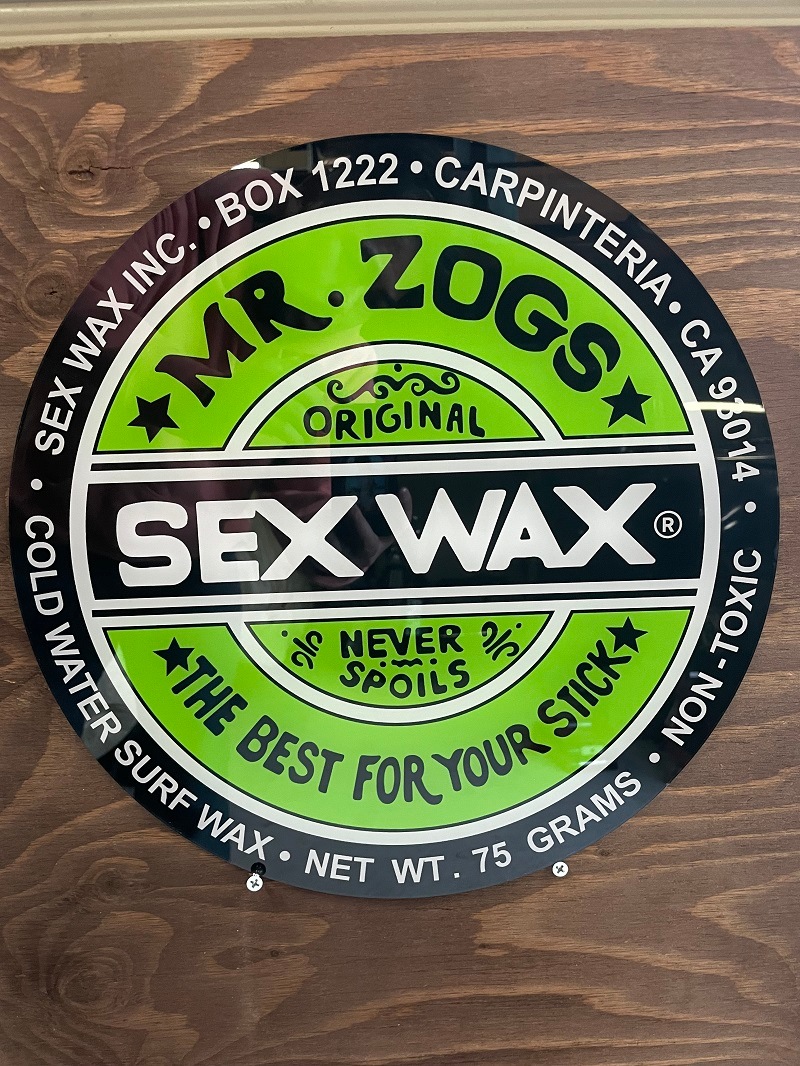 SEX WAX INC. • BOX 1222 • CARPINTERIA • CA 93014 •
MR. ZOGS
ORIGINAL
SEX WAX®
NEVER
SPOILS
THE BEST FOR YOUR STICK
• COLD WATER SURF WAX • NET WT. 75 GRAMS • NON-TOXIC